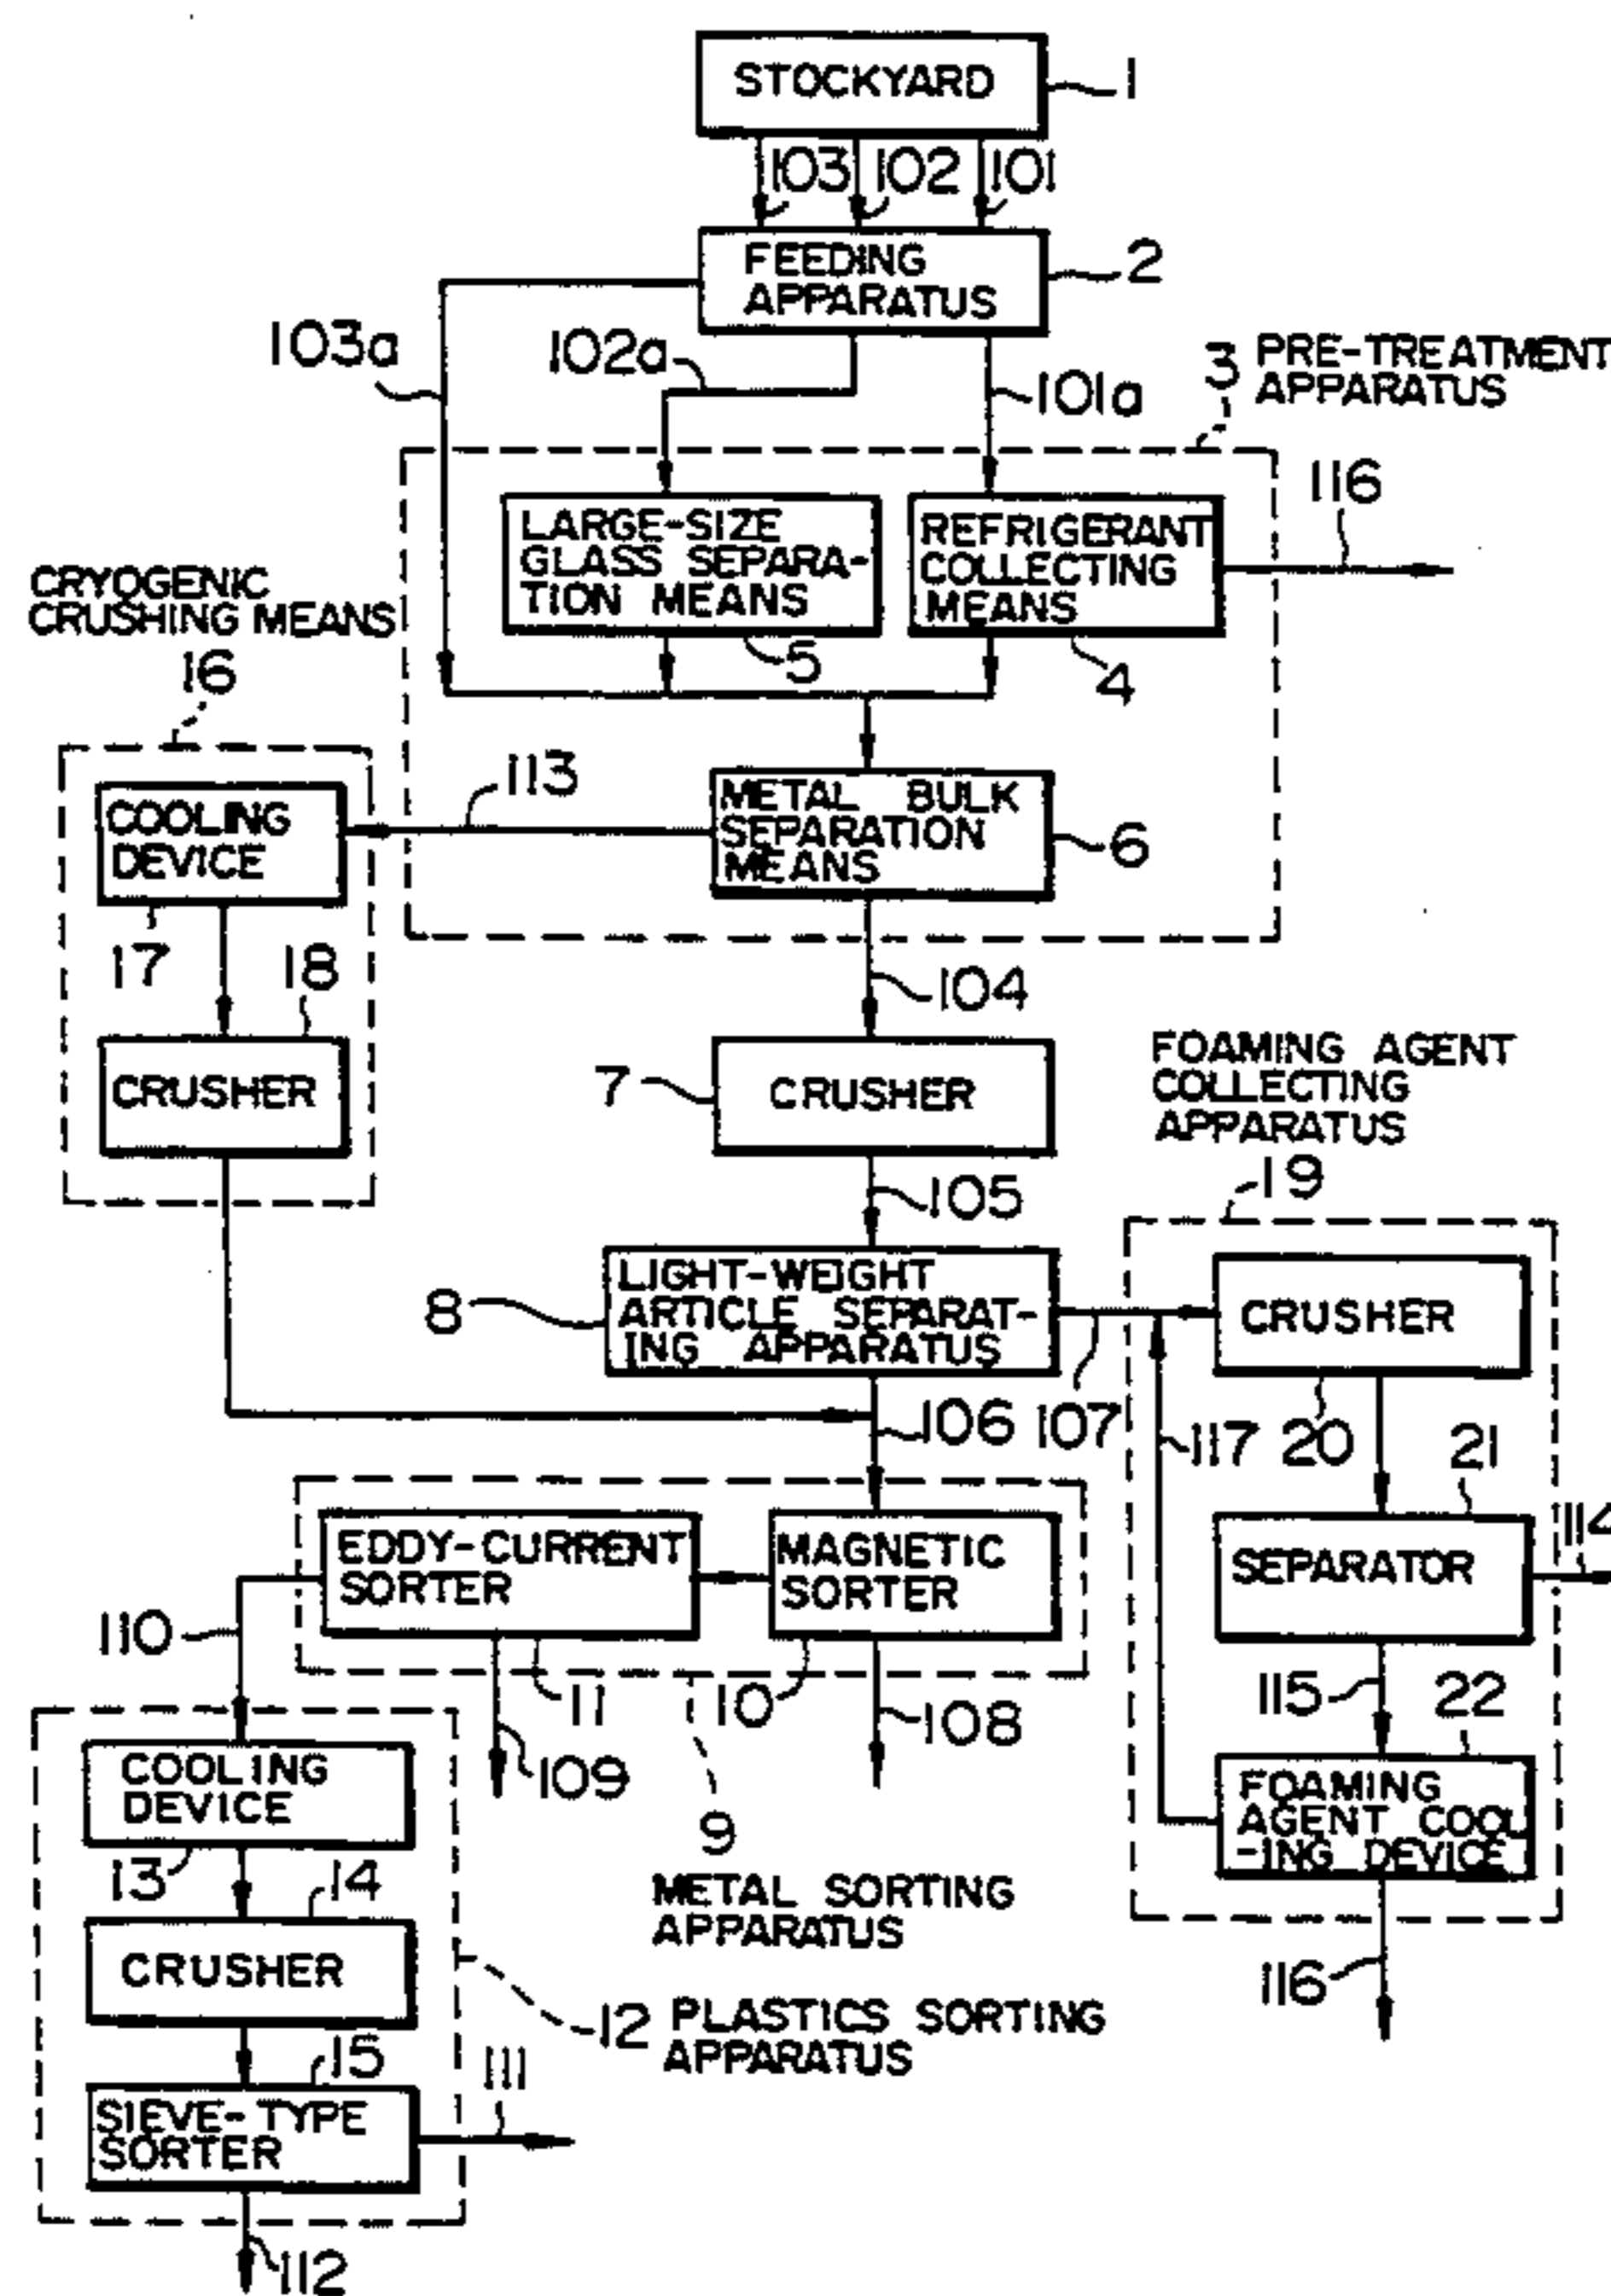 STOCKYARD
1
103 102 101
FEEDING
APPARATUS
2
103a
102a
101a
3 PRE-TREATMENT
APPARATUS
LARGE-SIZE
GLASS SEPARA-
TION MEANS
5
REFRIGERANT
COLLECTING
MEANS
4
116
CRYOGENIC
CRUSHING MEANS
16
COOLING
DEVICE
17
18
CRUSHER
113
METAL BULK
SEPARATION
MEANS
6
104
7
CRUSHER
105
FOAMING AGENT
COLLECTING
APPARATUS
19
8
LIGHT-WEIGHT
ARTICLE SEPARAT-
ING APPARATUS
106
107
117
CRUSHER
20
21
SEPARATOR
114
115
22
FOAMING
AGENT COOL
-ING DEVICE
116
EDDY-CURRENT
SORTER
11
MAGNETIC
SORTER
10
108
109
110
9
METAL SORTING
APPARATUS
COOLING
DEVICE
13
14
CRUSHER
15
SIEVE-TYPE
SORTER
12 PLASTICS SORTING
APPARATUS
111
112